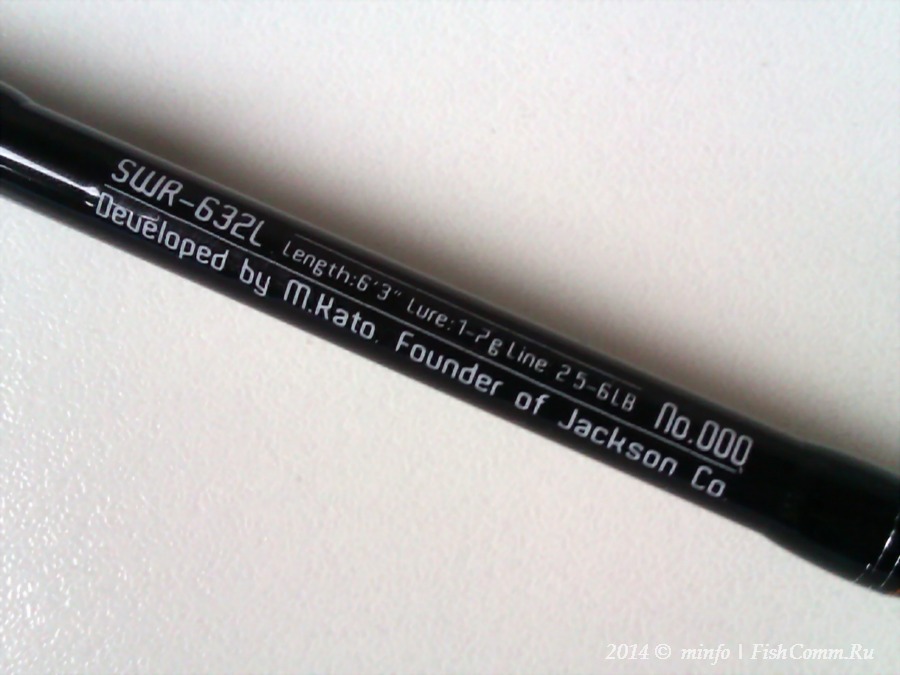 SWR-632L Length:6'3" Lure:1-7g Line 2.5-6LB No.000
Developed by M.Kato. Founder of Jackson Co
2014 © minfo | FishComm.Ru